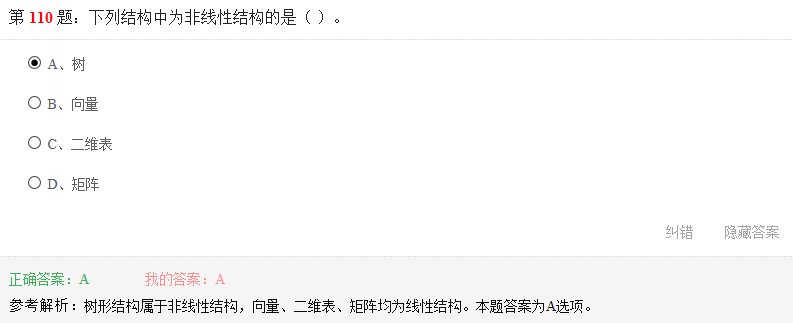 第 110 题：下列结构中为非线性结构的是（ ）。
A、树
B、向量
C、二维表
D、矩阵
纠错 隐藏答案
正确答案：A 我的答案：A
参考解析：树形结构属于非线性结构，向量、二维表、矩阵均为线性结构。本题答案为A选项。